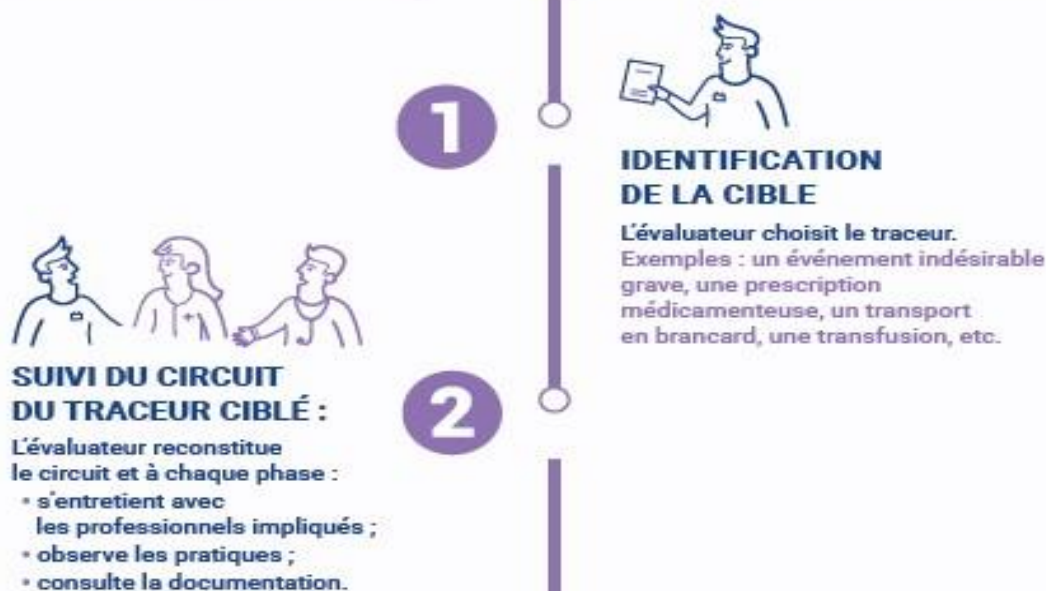 1
IDENTIFICATION
DE LA CIBLE
L'évaluateur choisit le traceur.
Exemples : un événement indésirable
grave, une prescription
médicamenteuse, un transport
en brancard, une transfusion, etc.
2
SUIVI DU CIRCUIT
DU TRACEUR CIBLÉ :
L'évaluateur reconstitue
le circuit et à chaque phase :
• s'entretient avec
les professionnels impliqués ;
• observe les pratiques ;
• consulte la documentation.